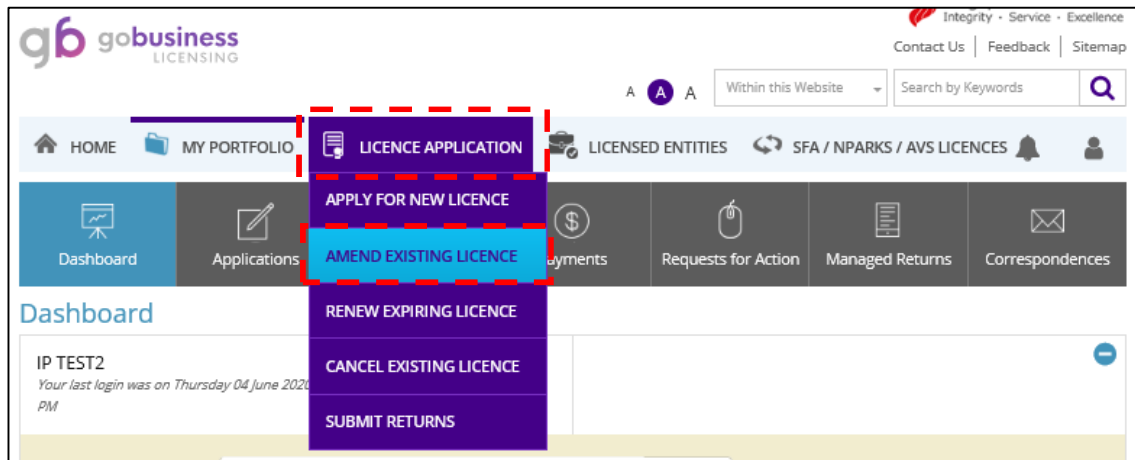 Integrity · Service · Excellence
gb gobusiness
LICENSING
Contact Us | Feedback | Sitemap
A A A Within this Website Search by Keywords
HOME MY PORTFOLIO LICENCE APPLICATION LICENSED ENTITIES SFA / NPARKS / AVS LICENCES
APPLY FOR NEW LICENCE
Dashboard Applications AMEND EXISTING LICENCE ayments Requests for Action Managed Returns Correspondences
RENEW EXPIRING LICENCE
Dashboard
IP TEST2
CANCEL EXISTING LICENCE
Your last login was on Thursday 04 June 2020
PM
SUBMIT RETURNS